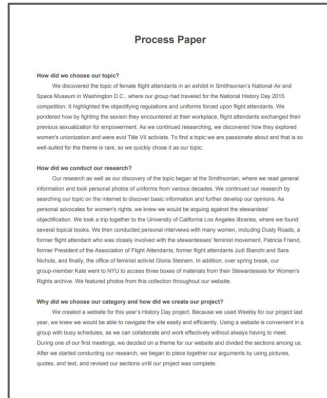 Process Paper
How did we choose our topic?
We discovered the topic of female flight attendants in an exhibit in Smithsonian's National Air and
Space Museum in Washington D.C., where our group had traveled for the National History Day 2015
competition. It highlighted the objectifying regulations and uniforms forced upon flight attendants. We
pondered how by fighting the sexism they encountered at their workplace, flight attendants exchanged their
previous sexualization for empowerment. As we continued researching, we discovered how they explored
women's unionization and were evid Title VII activists. To find a topic we are passionate about and that is so
well-suited for the theme is rare, so we quickly chose it as our topic.
How did we conduct our research?
Our research as well as our discovery of the topic began at the Smithsonian, where we read general
information and took personal photos of uniforms from various decades. We continued our research by
searching our topic on the internet to discover basic information and further develop our opinions. As
personal advocates for women's rights, we knew we would be arguing against the stewardeses'
objectification. We took a trip together to the University of California Los Angeles libraries, where we found
several topical books. We then conducted personal interviews with many women, including Dusty Roads, a
former flight attendant who was closely involved with the stewardesses' feminist movement, Patricia Friend,
former President of the Association of Flight Attendants, former flight attendants Judi Bianchi and Sara
Nichols, and finally, the office of feminist activist Gloria Steinem. In addition, over spring break, our
group-member Kate went to NYU to access three boxes of materials from their Stewardesses for Women's
Rights archive. We featured photos from this collection throughout our website.
Why did we choose our category and how did we create our project?
We created a website for this year's History Day project. Because we used Weebly for our project last
year, we knew we would be able to navigate the site easily and efficiently. Using a website is convenient in a
group with busy schedules, as we can collaborate and work effectively without always having to meet.
During one of our first meetings, we decided on a theme for our website and divided the sections among us.
After we started conducting our research, we began to piece together our arguments by using pictures,
quotes, and text, and revised our sections until our project was complete.